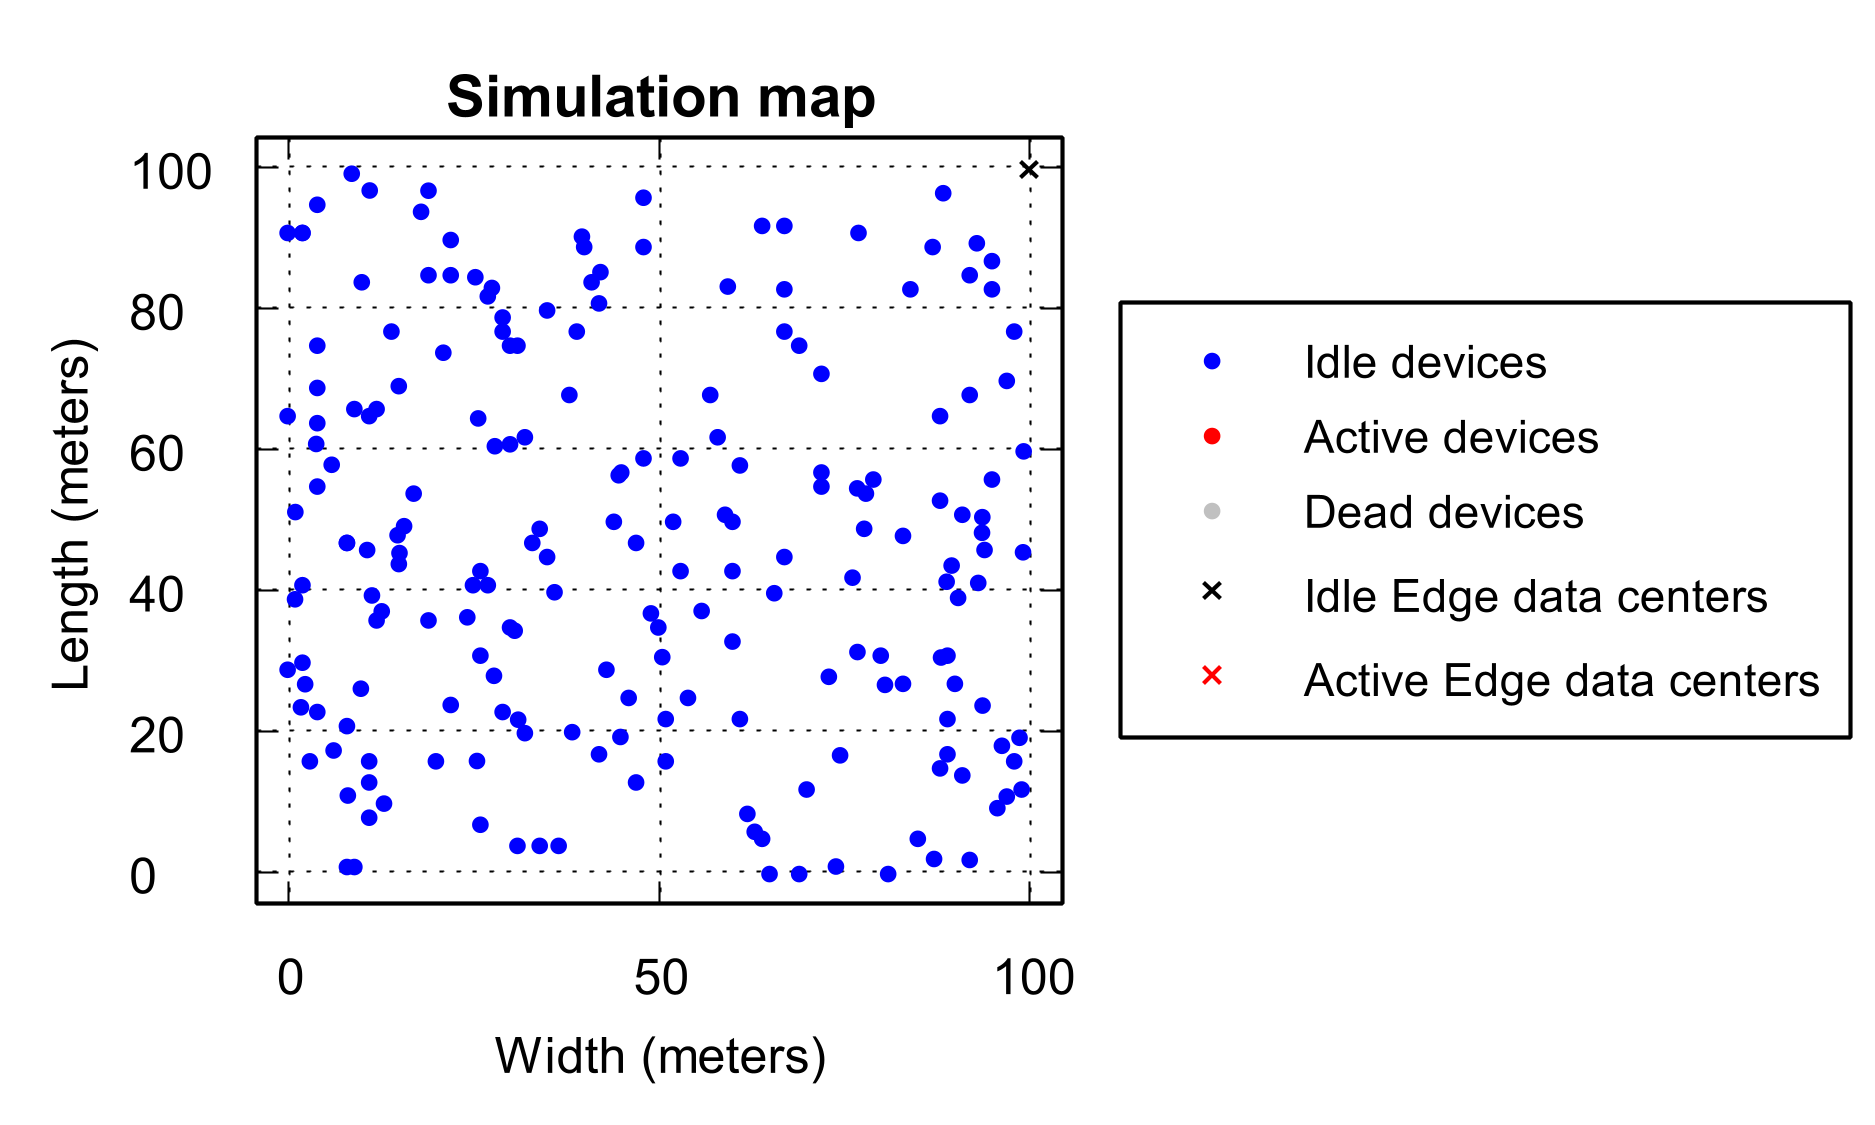 Simulation map
100
80
60
40
20
0
Length (meters)
0 50 100
Width (meters)
Idle devices
Active devices
Dead devices
Idle Edge data centers
Active Edge data centers